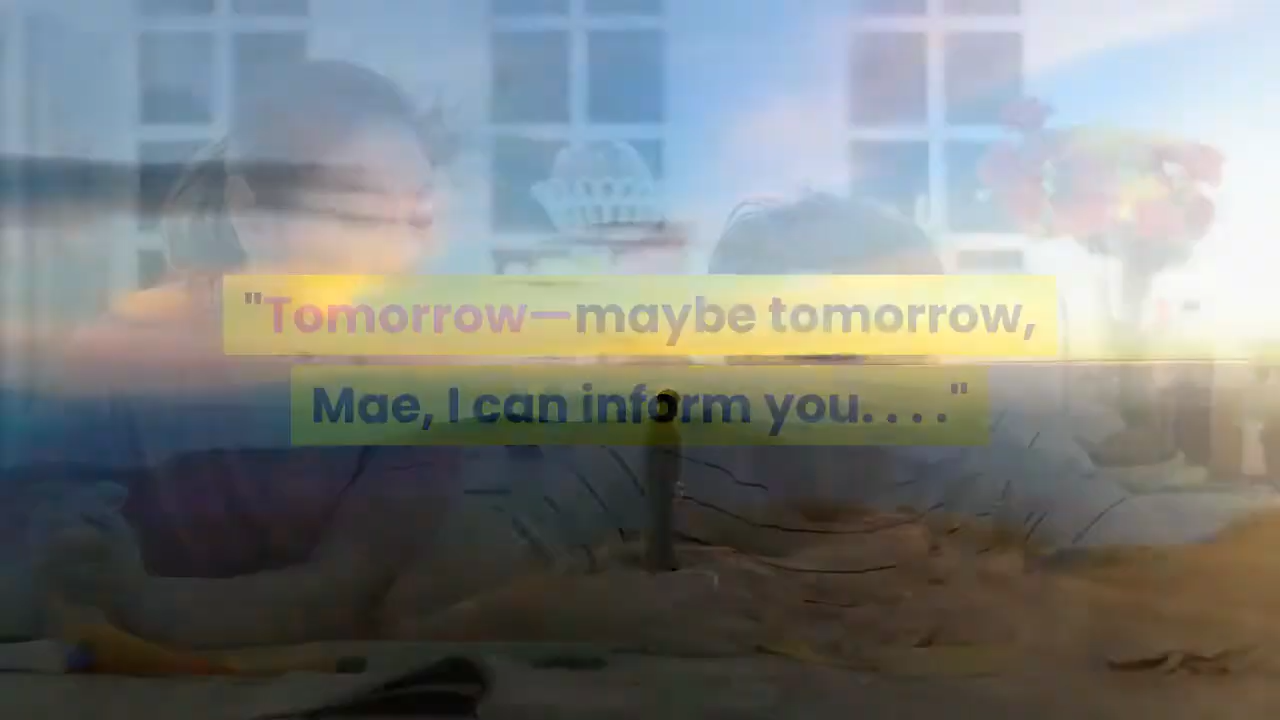 "Tomorrow—maybe tomorrow,
Mae, I can inform you. . . ."